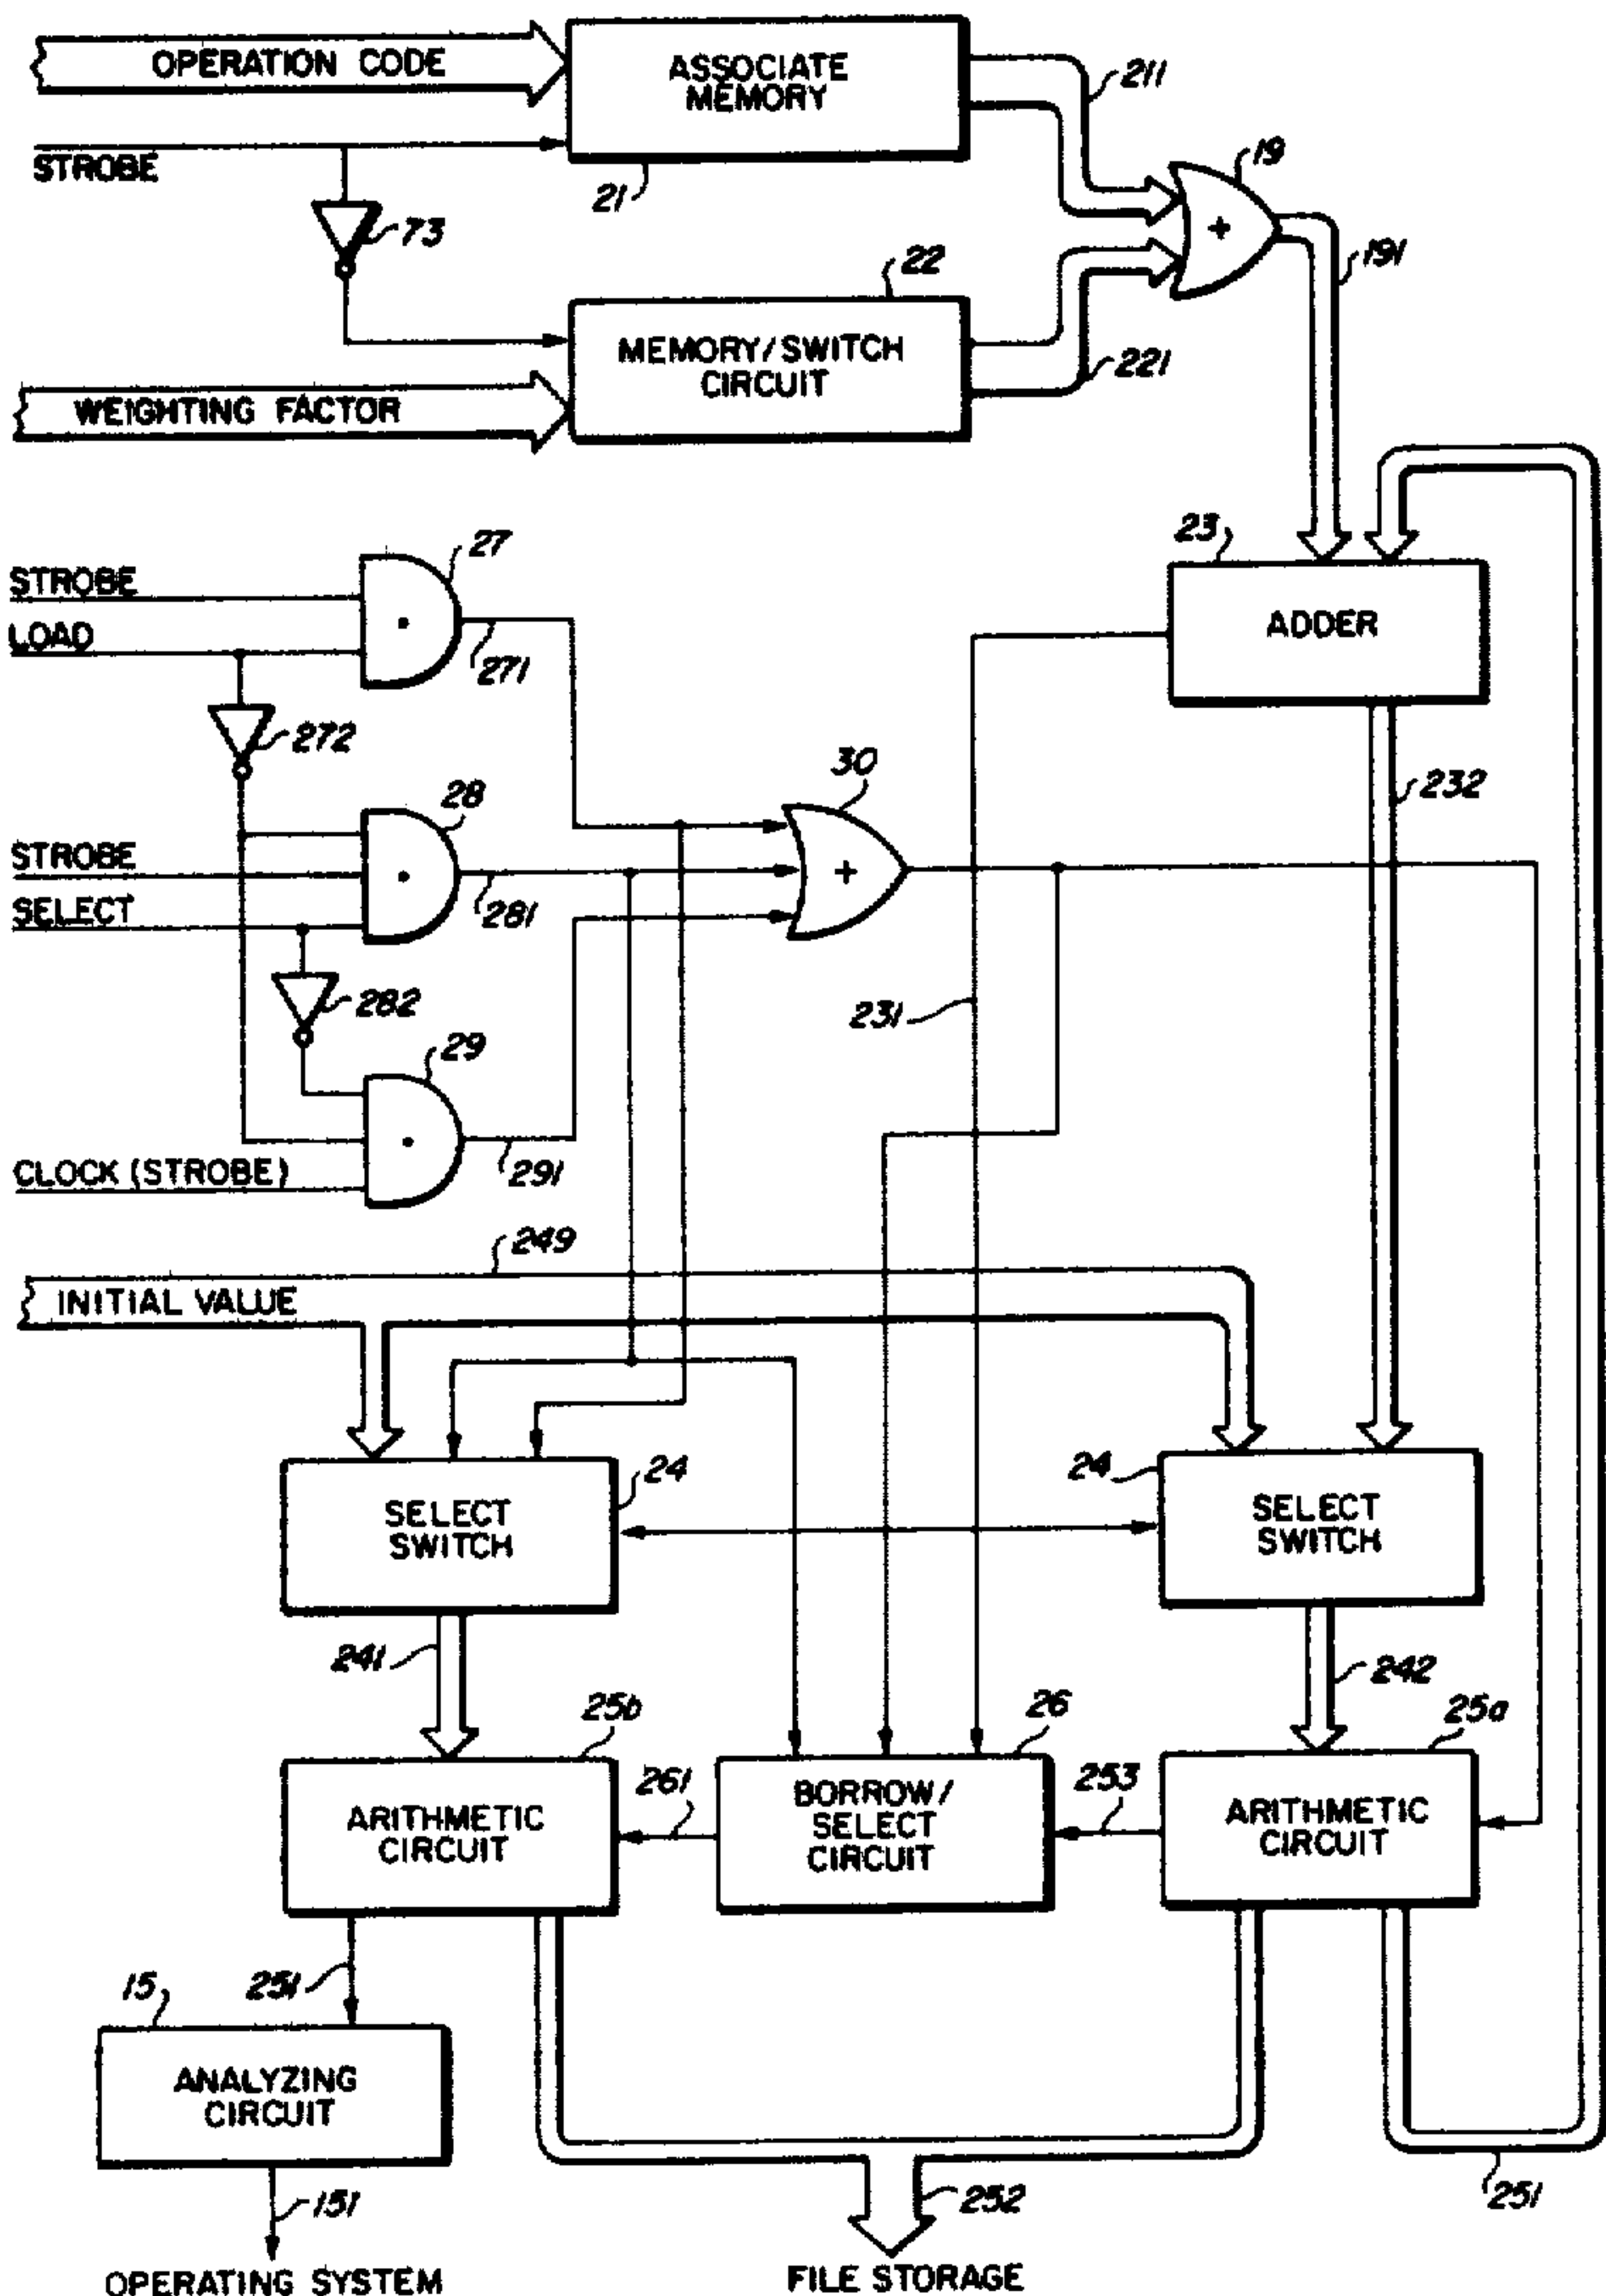 OPERATION CODE
ASSOCIATE
MEMORY
211
STROBE
21
19
73
+
191
22
MEMORY/SWITCH
CIRCUIT
221
WEIGHTING FACTOR
23
27
STROBE
ADDER
LOAD
271
272
30
232
28
STROBE
+
SELECT
281
282
231
29
CLOCK (STROBE)
291
249
INITIAL VALUE
24
24
SELECT
SWITCH
SELECT
SWITCH
241
242
25b
26
25a
261
253
ARITHMETIC
CIRCUIT
BORROW/
SELECT
CIRCUIT
ARITHMETIC
CIRCUIT
251
15
ANALYZING
CIRCUIT
252
251
151
OPERATING SYSTEM
FILE STORAGE